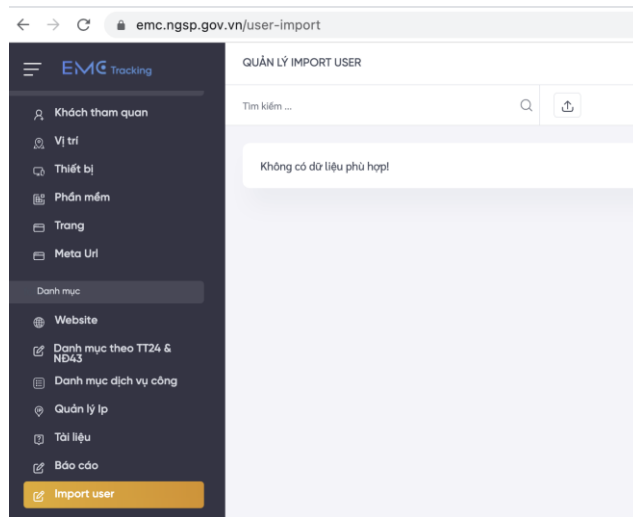 emc.ngsp.gov.vn/user-import
EMC Tracking
QUẢN LÝ IMPORT USER
Tìm kiếm ...
Không có dữ liệu phù hợp!
Khách tham quan
Vị trí
Thiết bị
Phần mềm
Trang
Meta Url
Danh mục
Website
Danh mục theo TT24 &
NĐ43
Danh mục dịch vụ công
Quản lý Ip
Tài liệu
Báo cáo
Import user